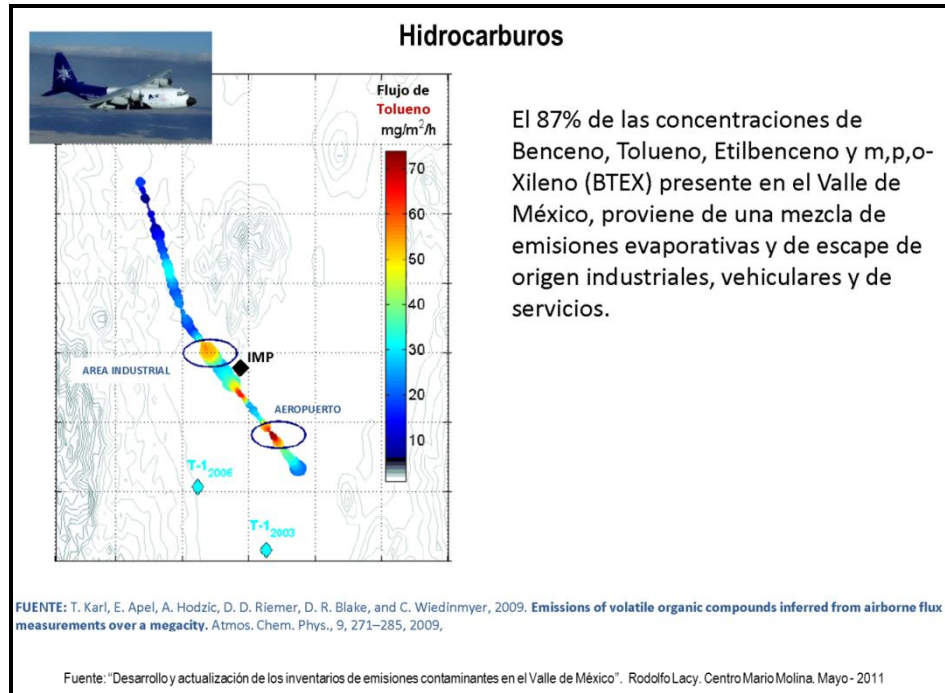 Hidrocarburos
Flujo de
Tolueno
mg/m²/h
70
60
50
40
30
20
10
IMP
AREA INDUSTRIAL
AEROPUERTO
T-1₂₀₀₆
T-1₂₀₀₃
El 87% de las concentraciones de
Benceno, Tolueno, Etilbenceno y m,p,o-
Xileno (BTEX) presente en el Valle de
México, proviene de una mezcla de
emisiones evaporativas y de escape de
origen industriales, vehiculares y de
servicios.
FUENTE: T. Karl, E. Apel, A. Hodzic, D. D. Riemer, D. R. Blake, and C. Wiedinmyer, 2009. Emissions of volatile organic compounds inferred from airborne flux
measurements over a megacity. Atmos. Chem. Phys., 9, 271–285, 2009,
Fuente: “Desarrollo y actualización de los inventarios de emisiones contaminantes en el Valle de México”. Rodolfo Lacy. Centro Mario Molina. Mayo - 2011